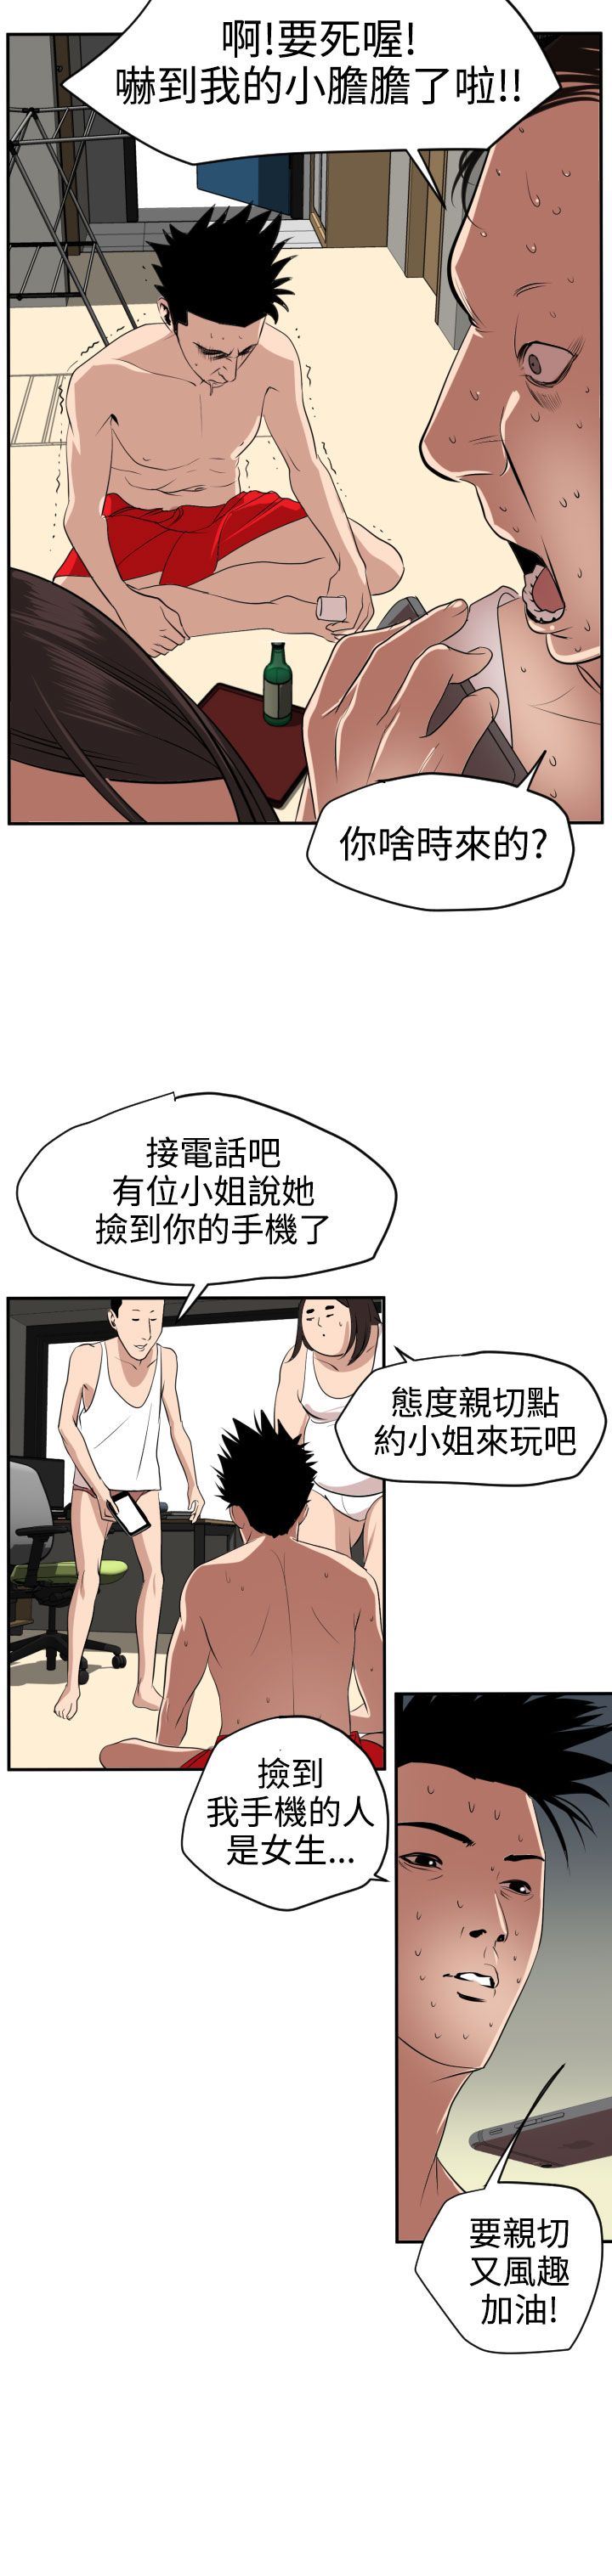 啊!要死喔!
嚇到我的小膽膽了啦!!
你啥時來的?
接電話吧
有位小姐說她
撿到你的手機了
態度親切點
約小姐來玩吧
撿到
我手機的人
是女生...
要親切
又風趣
加油!